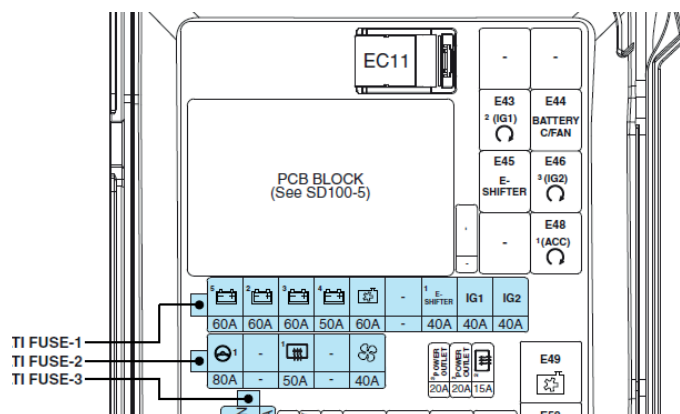 EC11
- -
E43 E44
2 (IG1) BATTERY
C/FAN
E45 E46
E- 3 (IG2)
SHIFTER
PCB BLOCK
(See SD100-5)
E48
- 1 (ACC)
-
-
5 2 3 4 - 1 E-SHIFTER IG1 IG2
60A 60A 60A 50A 60A - 40A 40A 40A
TI FUSE-1
1 - 1 -
80A - 50A - 40A
TI FUSE-2
TI FUSE-3
POWER OUTLET
POWER OUTLET
20A 20A 15A
E49